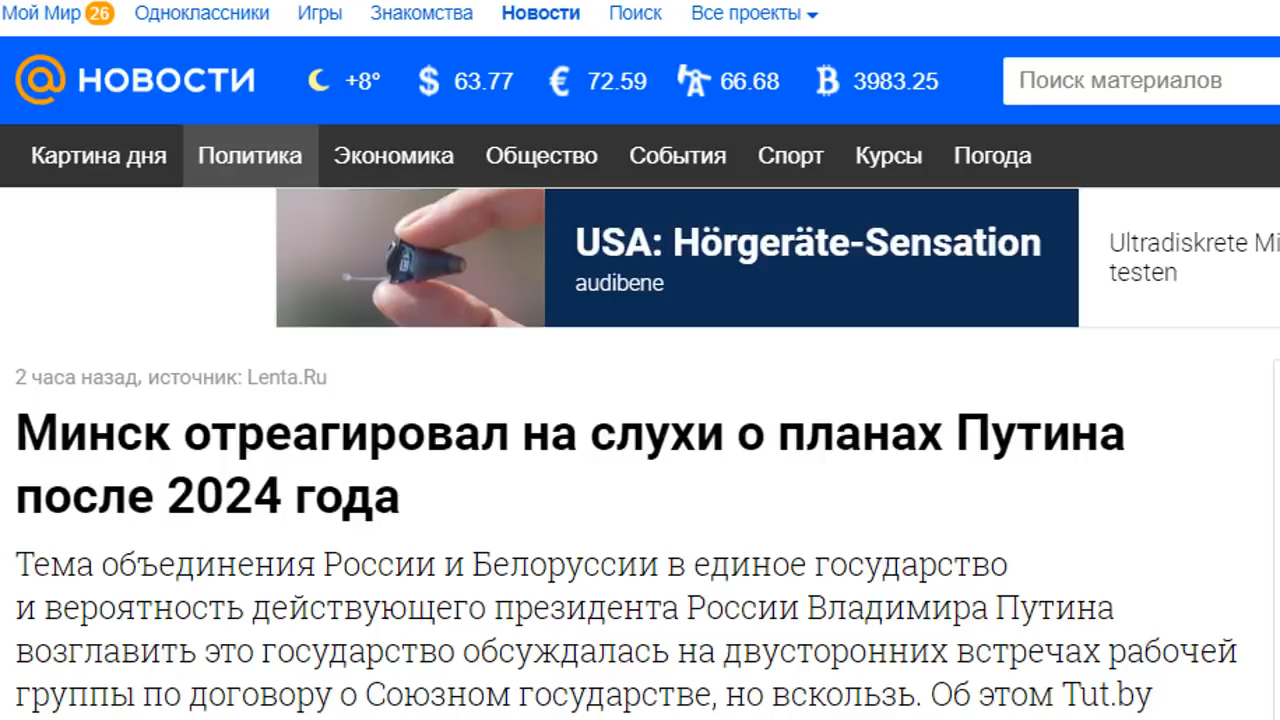 Мой Мир 26 Одноклассники Игры Знакомства Новости Поиск Все проекты
НОВОСТИ +8° $ 63.77 € 72.59 66.68 3983.25 Поиск материалов
Картина дня Политика Экономика Общество События Спорт Курсы Погода
USA: Hörgeräte-Sensation
audibene
Ultradiskrete Mi
testen
2 часа назад, источник: Lenta.Ru
Минск отреагировал на слухи о планах Путина
после 2024 года
Тема объединения России и Белоруссии в единое государство
и вероятность действующего президента России Владимира Путина
возглавить это государство обсуждалась на двусторонних встречах рабочей
группы по договору о Союзном государстве, но вскользь. Об этом Tut.by